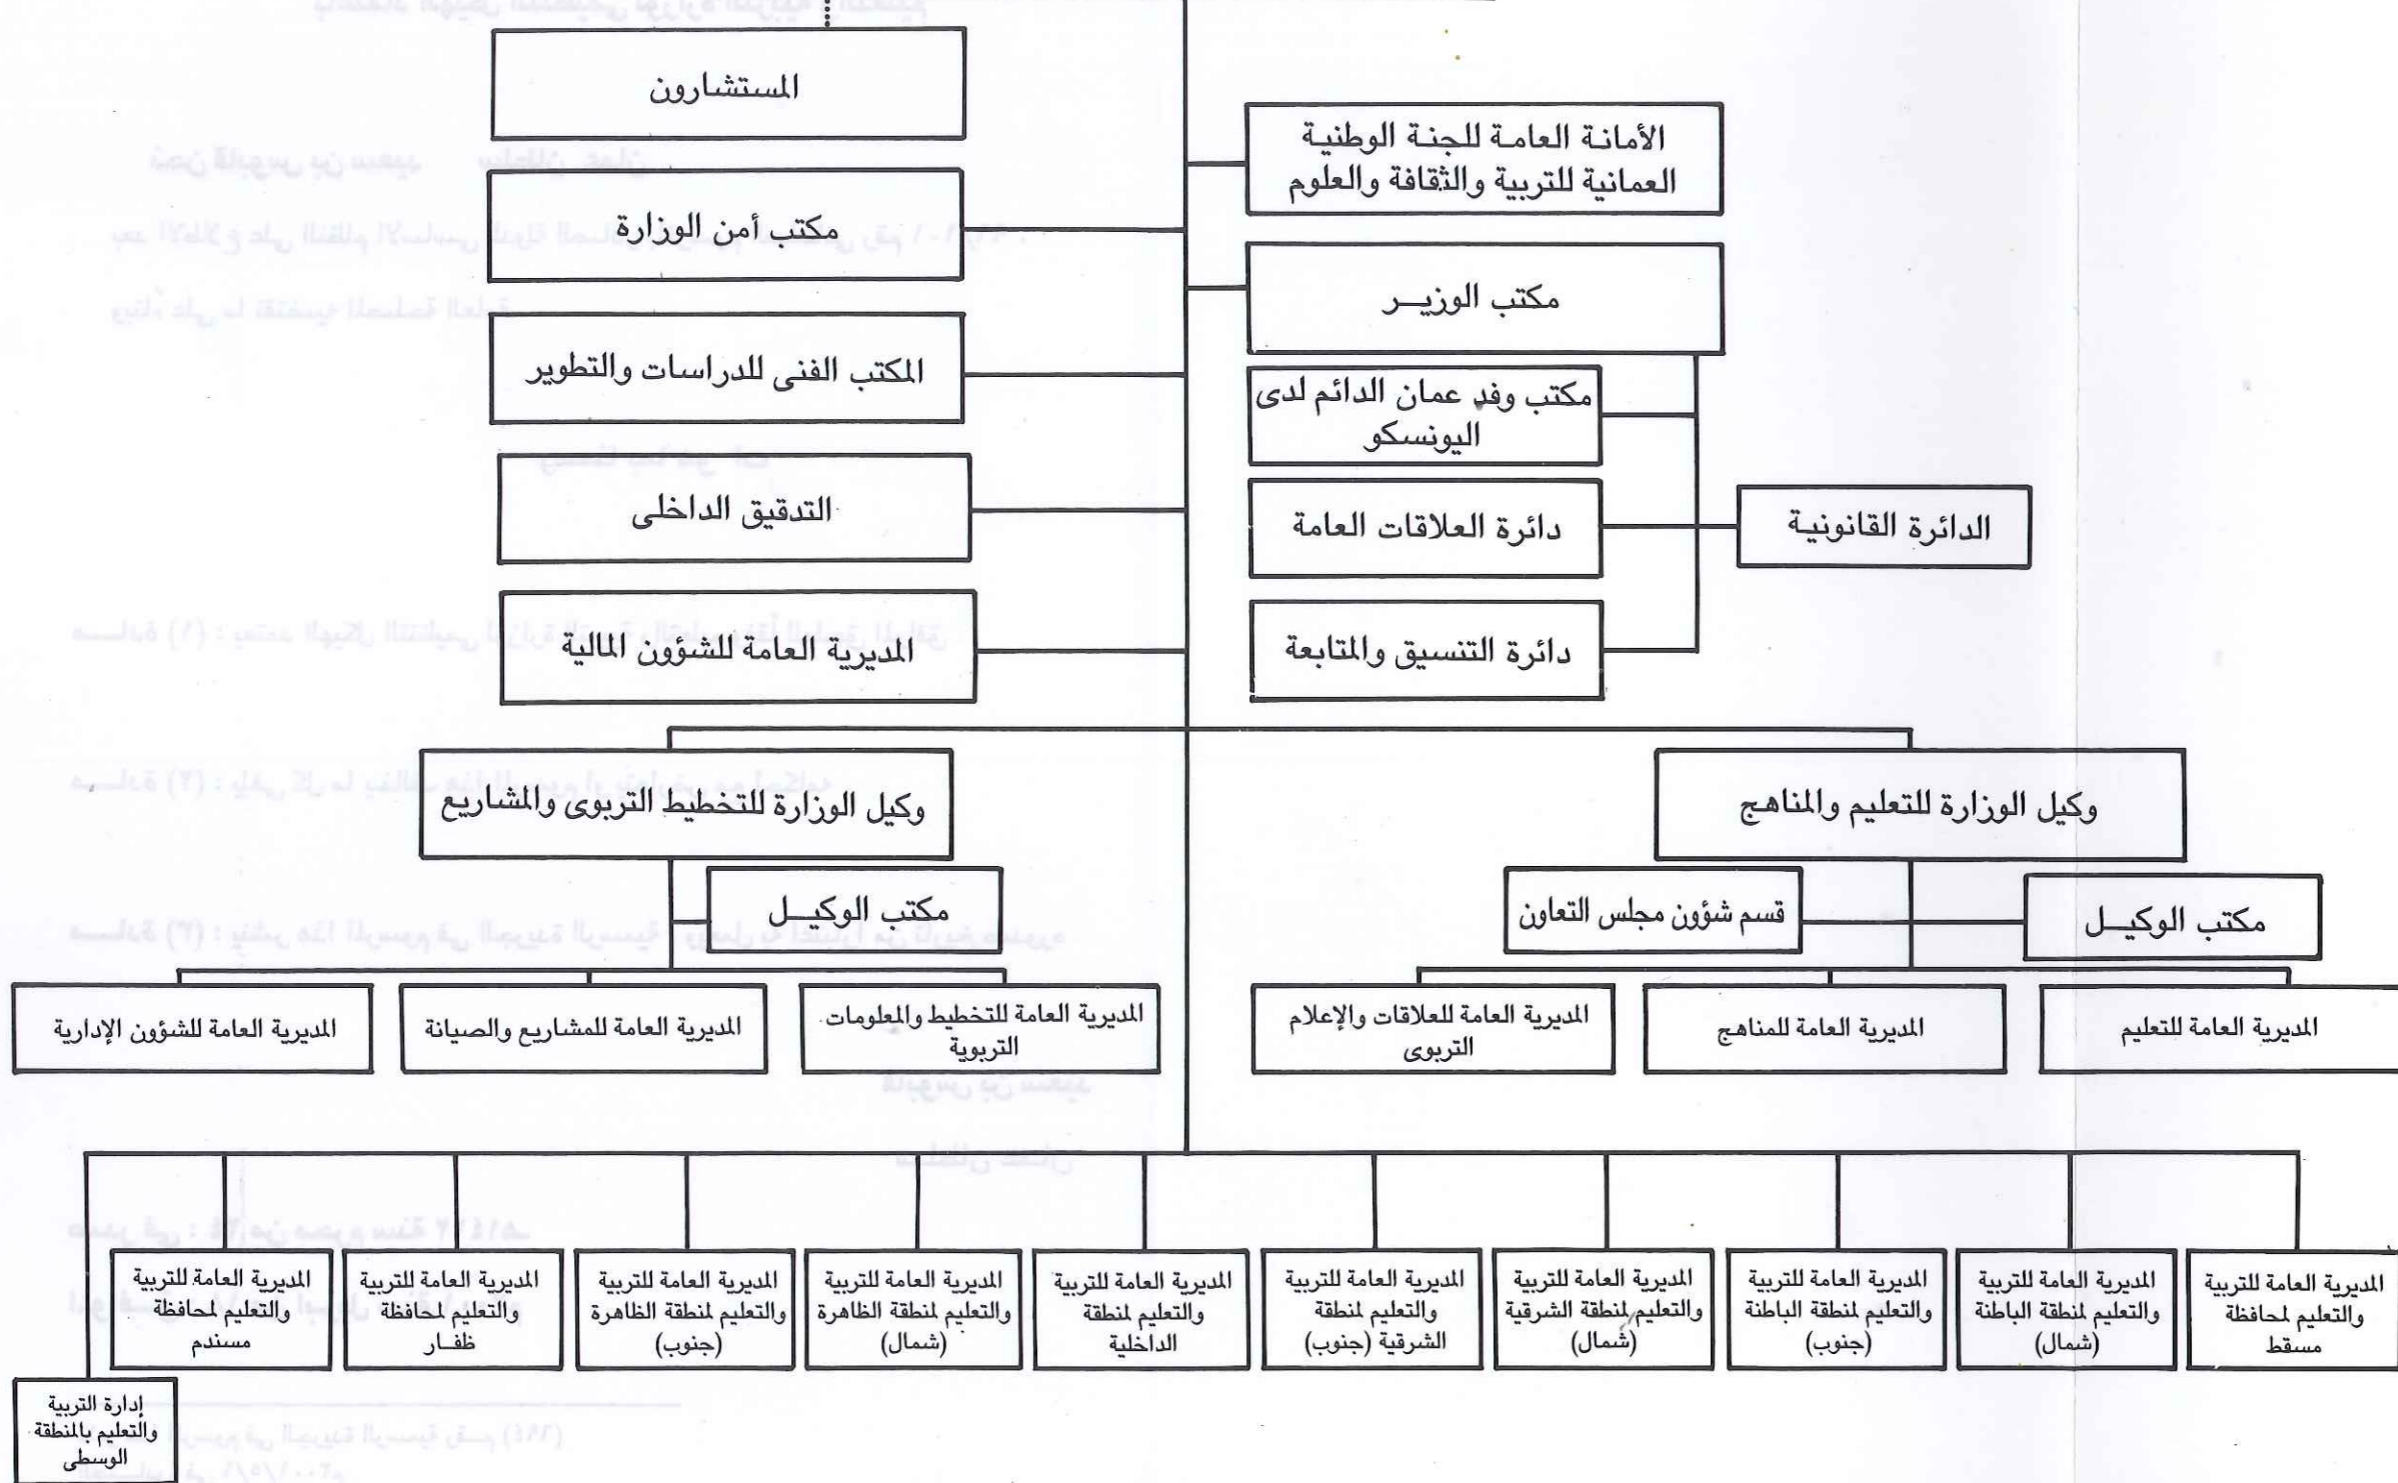 المستشارون
الأمانة العامة للجنة الوطنية
العمانية للتربية والثقافة والعلوم
مكتب أمن الوزارة
مكتب الوزيـــر
المكتب الفنى للدراسات والتطوير
مكتب وفد عمان الدائم لدى
اليونسكو
التدقيق الداخلى
دائرة العلاقات العامة
الدائرة القانونية
المديرية العامة للشؤون المالية
دائرة التنسيق والمتابعة
وكيل الوزارة للتعليم والمناهج
وكيل الوزارة للتخطيط التربوى والمشاريع
مكتب الوكيــل
قسم شؤون مجلس التعاون
مكتب الوكيــل
المديرية العامة للتعليم
المديرية العامة للمناهج
المديرية العامة للعلاقات والإعلام
التربوى
المديرية العامة للتخطيط والمعلومات
التربوية
المديرية العامة للمشاريع والصيانة
المديرية العامة للشؤون الإدارية
المديرية العامة للتربية
والتعليم لمحافظة
مسقط
المديرية العامة للتربية
والتعليم لمنطقة الباطنة
(شمال)
المديرية العامة للتربية
والتعليم لمنطقة الباطنة
(جنوب)
المديرية العامة للتربية
والتعليم لمنطقة الشرقية
(شمال)
المديرية العامة للتربية
والتعليم لمنطقة
الشرقية (جنوب)
المديرية العامة للتربية
والتعليم لمنطقة
الداخلية
المديرية العامة للتربية
والتعليم لمنطقة الظاهرة
(شمال)
المديرية العامة للتربية
والتعليم لمنطقة الظاهرة
(جنوب)
المديرية العامة للتربية
والتعليم لمحافظة
ظفــار
المديرية العامة للتربية
والتعليم لمحافظة
مسندم
إدارة التربية
والتعليم بالمنطقة
الوسطى